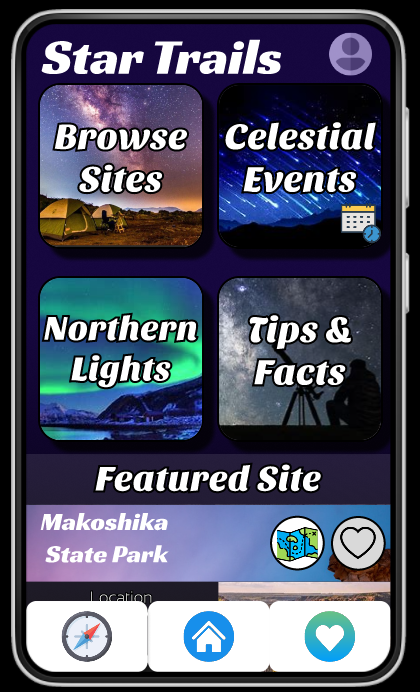 Star Trails
Browse
Sites
Celestial
Events
Northern
Lights
Tips &
Facts
Featured Site
Makoshika
State Park
Location